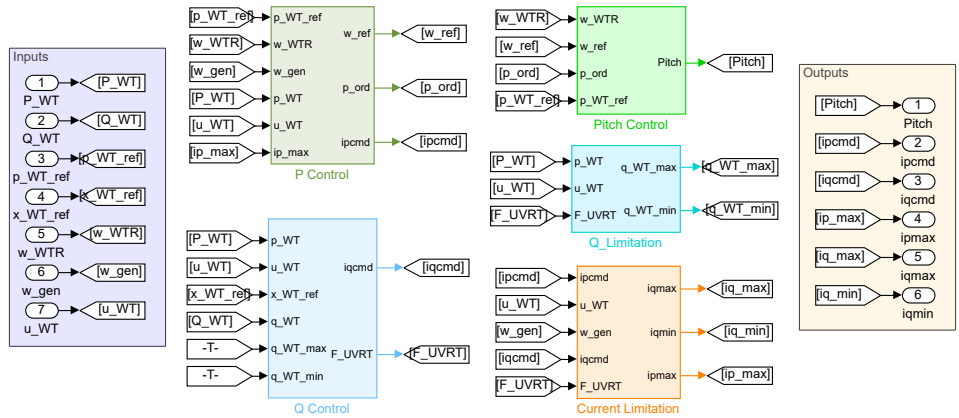 Inputs
1
[P_WT]
P_WT
2
[Q_WT]
Q_WT
3
[p_WT_ref]
p_WT_ref
4
[x_WT_ref]
x_WT_ref
5
[w_WTR]
w_WTR
6
[w_gen]
w_gen
7
[u_WT]
u_WT
[p_WT_ref]
p_WT_ref
[w_WTR]
w_WTR
[w_gen]
w_gen
[P_WT]
p_WT
[u_WT]
u_WT
[ip_max]
ip_max
w_ref
[w_ref]
p_ord
[p_ord]
ipcmd
[ipcmd]
P Control
[P_WT]
p_WT
[u_WT]
u_WT
[x_WT_ref]
x_WT_ref
[Q_WT]
q_WT
-T-
q_WT_max
-T-
q_WT_min
iqcmd
[iqcmd]
F_UVRT
[F_UVRT]
Q Control
[w_WTR]
w_WTR
[w_ref]
w_ref
[p_ord]
p_ord
[p_WT_ref]
p_WT_ref
Pitch
[Pitch]
Pitch Control
[P_WT]
p_WT
[u_WT]
u_WT
[F_UVRT]
F_UVRT
q_WT_max
[q_WT_max]
q_WT_min
[q_WT_min]
Q_Limitation
[ipcmd]
ipcmd
[u_WT]
u_WT
[w_gen]
w_gen
[iqcmd]
iqcmd
[F_UVRT]
F_UVRT
iqmax
[iq_max]
iqmin
[iq_min]
ipmax
[ip_max]
Current Limitation
Outputs
[Pitch]
1
Pitch
[ipcmd]
2
ipcmd
[iqcmd]
3
iqcmd
[ip_max]
4
ipmax
[iq_max]
5
iqmax
[iq_min]
6
iqmin